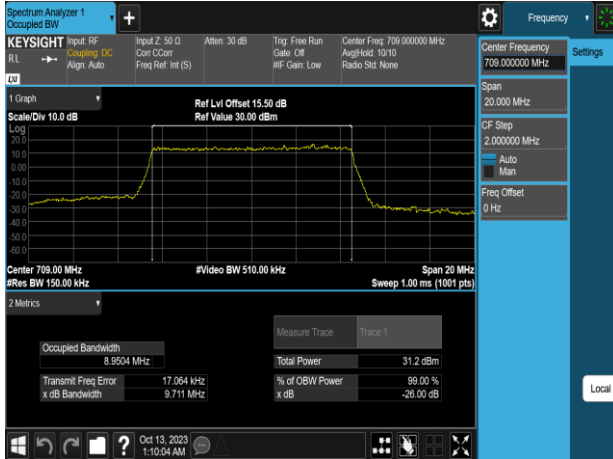 Spectrum Analyzer 1
Occupied BW
+
Frequency
KEYSIGHT
RL
LXI
Input: RF
Coupling: DC
Align: Auto
Input Z: 50 Ω
Corr CCorr
Freq Ref: Int (S)
Atten: 30 dB
Trig: Free Run
Gate: Off
#IF Gain: Low
Center Freq: 709.000000 MHz
Avg|Hold: 10/10
Radio Std: None
Center Frequency
709.000000 MHz
Settings
Span
20.000 MHz
CF Step
2.000000 MHz
Auto
Man
Freq Offset
0 Hz
Local
1 Graph
Scale/Div 10.0 dB
Ref Lvl Offset 15.50 dB
Ref Value 30.00 dBm
Log
20.0
10.0
0.00
-10.0
-20.0
-30.0
-40.0
-50.0
-60.0
Center 709.00 MHz
#Video BW 510.00 kHz
Span 20 MHz
#Res BW 150.00 kHz
Sweep 1.00 ms (1001 pts)
2 Metrics
Measure Trace
Trace 1
Occupied Bandwidth
8.9504 MHz
Total Power
31.2 dBm
Transmit Freq Error
17.064 kHz
% of OBW Power
99.00 %
x dB Bandwidth
9.711 MHz
x dB
-26.00 dB
?
Oct 13, 2023
1:10:04 AM